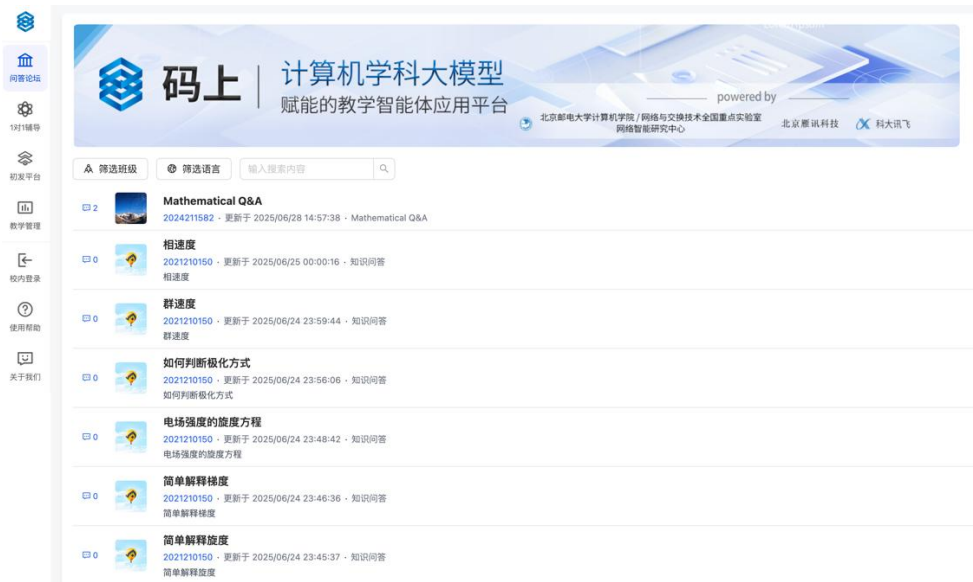 问答论坛
1对1辅导
初发平台
教学管理
校内登录
使用帮助
关于我们
码上
计算机学科大模型
赋能的教学智能体应用平台
powered by
北京邮电大学计算机学院 / 网络与交换技术全国重点实验室
网络智能研究中心
北京雁讯科技
科大讯飞
筛选班级
筛选语言
输入搜索内容
2
Mathematical Q&A
2024211582 · 更新于 2025/06/28 14:57:38 · Mathematical Q&A
0
相速度
2021210150 · 更新于 2025/06/25 00:00:16 · 知识问答
相速度
0
群速度
2021210150 · 更新于 2025/06/24 23:59:44 · 知识问答
群速度
0
如何判断极化方式
2021210150 · 更新于 2025/06/24 23:56:06 · 知识问答
如何判断极化方式
0
电场强度的旋度方程
2021210150 · 更新于 2025/06/24 23:48:42 · 知识问答
电场强度的旋度方程
0
简单解释梯度
2021210150 · 更新于 2025/06/24 23:46:36 · 知识问答
简单解释梯度
0
简单解释旋度
2021210150 · 更新于 2025/06/24 23:45:37 · 知识问答
简单解释旋度